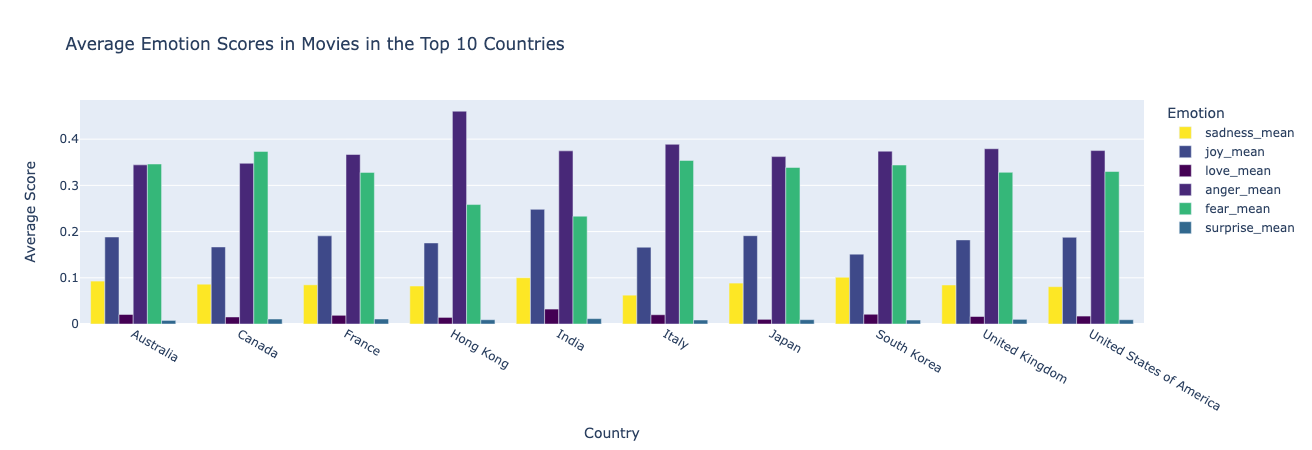 Average Emotion Scores in Movies in the Top 10 Countries
Average Score
0.4
0.3
0.2
0.1
0
Australia
Canada
France
Hong Kong
India
Italy
Japan
South Korea
United Kingdom
United States of America
Country
Emotion
sadness_mean
joy_mean
love_mean
anger_mean
fear_mean
surprise_mean